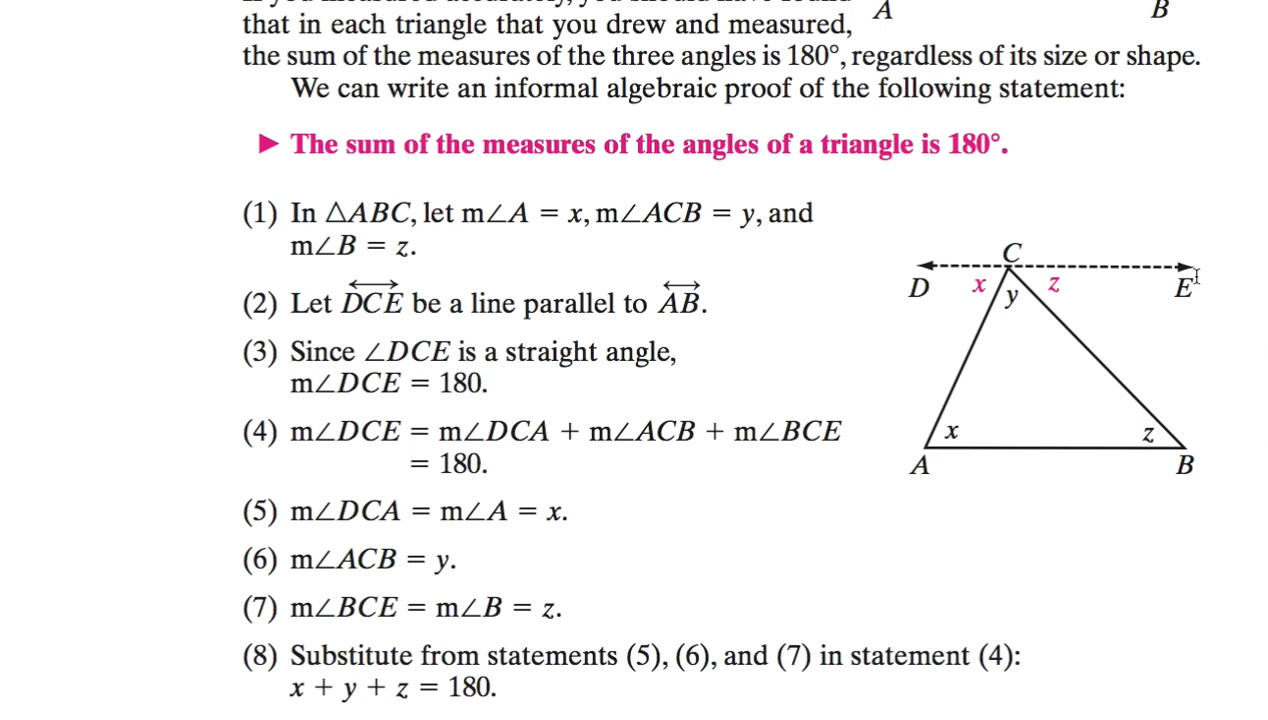 A B
that in each triangle that you drew and measured,
the sum of the measures of the three angles is 180°, regardless of its size or shape.
We can write an informal algebraic proof of the following statement:
▶ The sum of the measures of the angles of a triangle is 180°.
(1) In △ABC, let m∠A = x, m∠ACB = y, and
m∠B = z.
(2) Let DCE be a line parallel to AB.
(3) Since ∠DCE is a straight angle,
m∠DCE = 180.
(4) m∠DCE = m∠DCA + m∠ACB + m∠BCE
= 180.
(5) m∠DCA = m∠A = x.
(6) m∠ACB = y.
(7) m∠BCE = m∠B = z.
(8) Substitute from statements (5), (6), and (7) in statement (4):
x + y + z = 180.
C
D x y z E
x z
A B